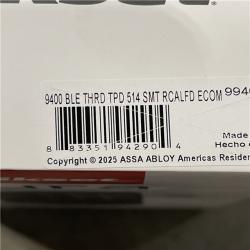 9400 BLE THRD TPD 514 SMT RCALFD ECOM 9940
Made
Hecho
8 83351 94290 4
Copyright © 2025 ASSA ABLOY Americas Residen